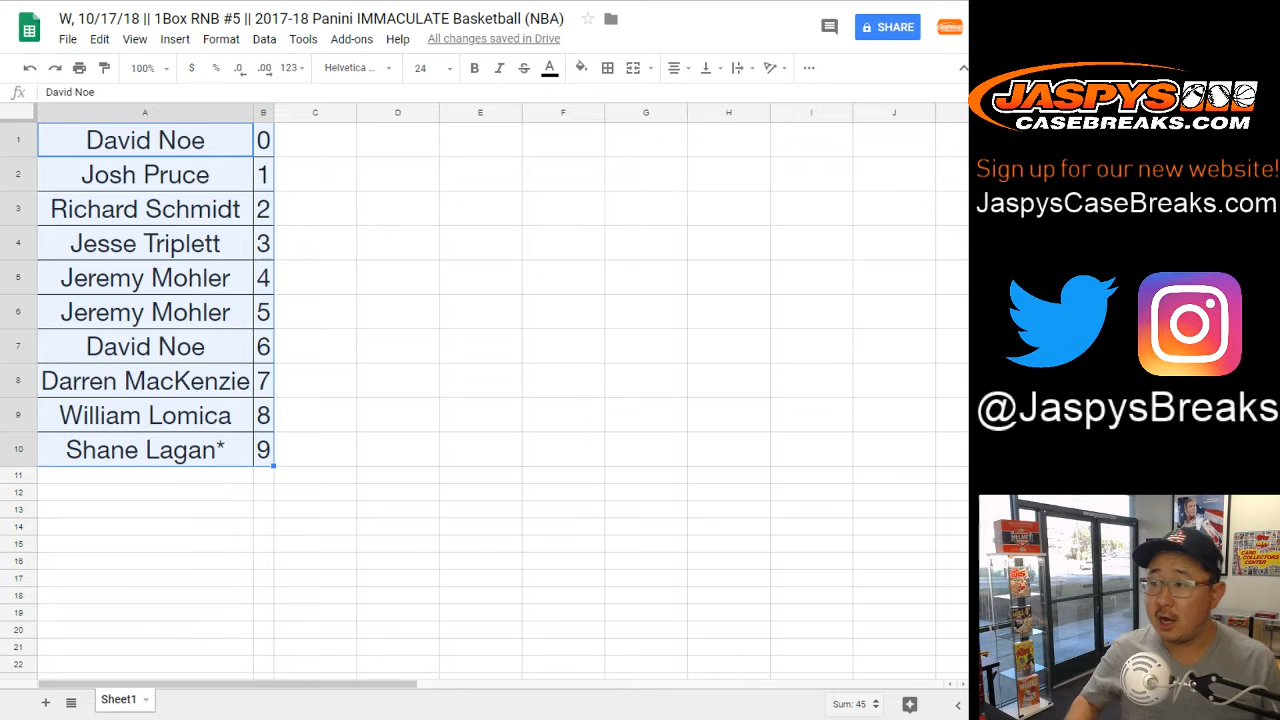 W, 10/17/18 || 1Box RNB #5 || 2017-18 Panini IMMACULATE Basketball (NBA)
File Edit View Insert Format Data Tools Add-ons Help All changes saved in Drive
SHARE
100% $ % .0 .00 123 Helvetica ... 24 B I S A
fx David Noe
A B C D E F G H I J
1 David Noe 0
2 Josh Pruce 1
3 Richard Schmidt 2
4 Jesse Triplett 3
5 Jeremy Mohler 4
6 Jeremy Mohler 5
7 David Noe 6
8 Darren MacKenzie 7
9 William Lomica 8
10 Shane Lagan* 9
11
12
13
14
15
16
17
18
19
20
21
22
Sheet1
Sum: 45
JASPYS
CASEBREAKS.COM
Sign up for our new website!
JaspysCaseBreaks.com
@JaspysBreaks
CARD
COLLECTORS
CENTER